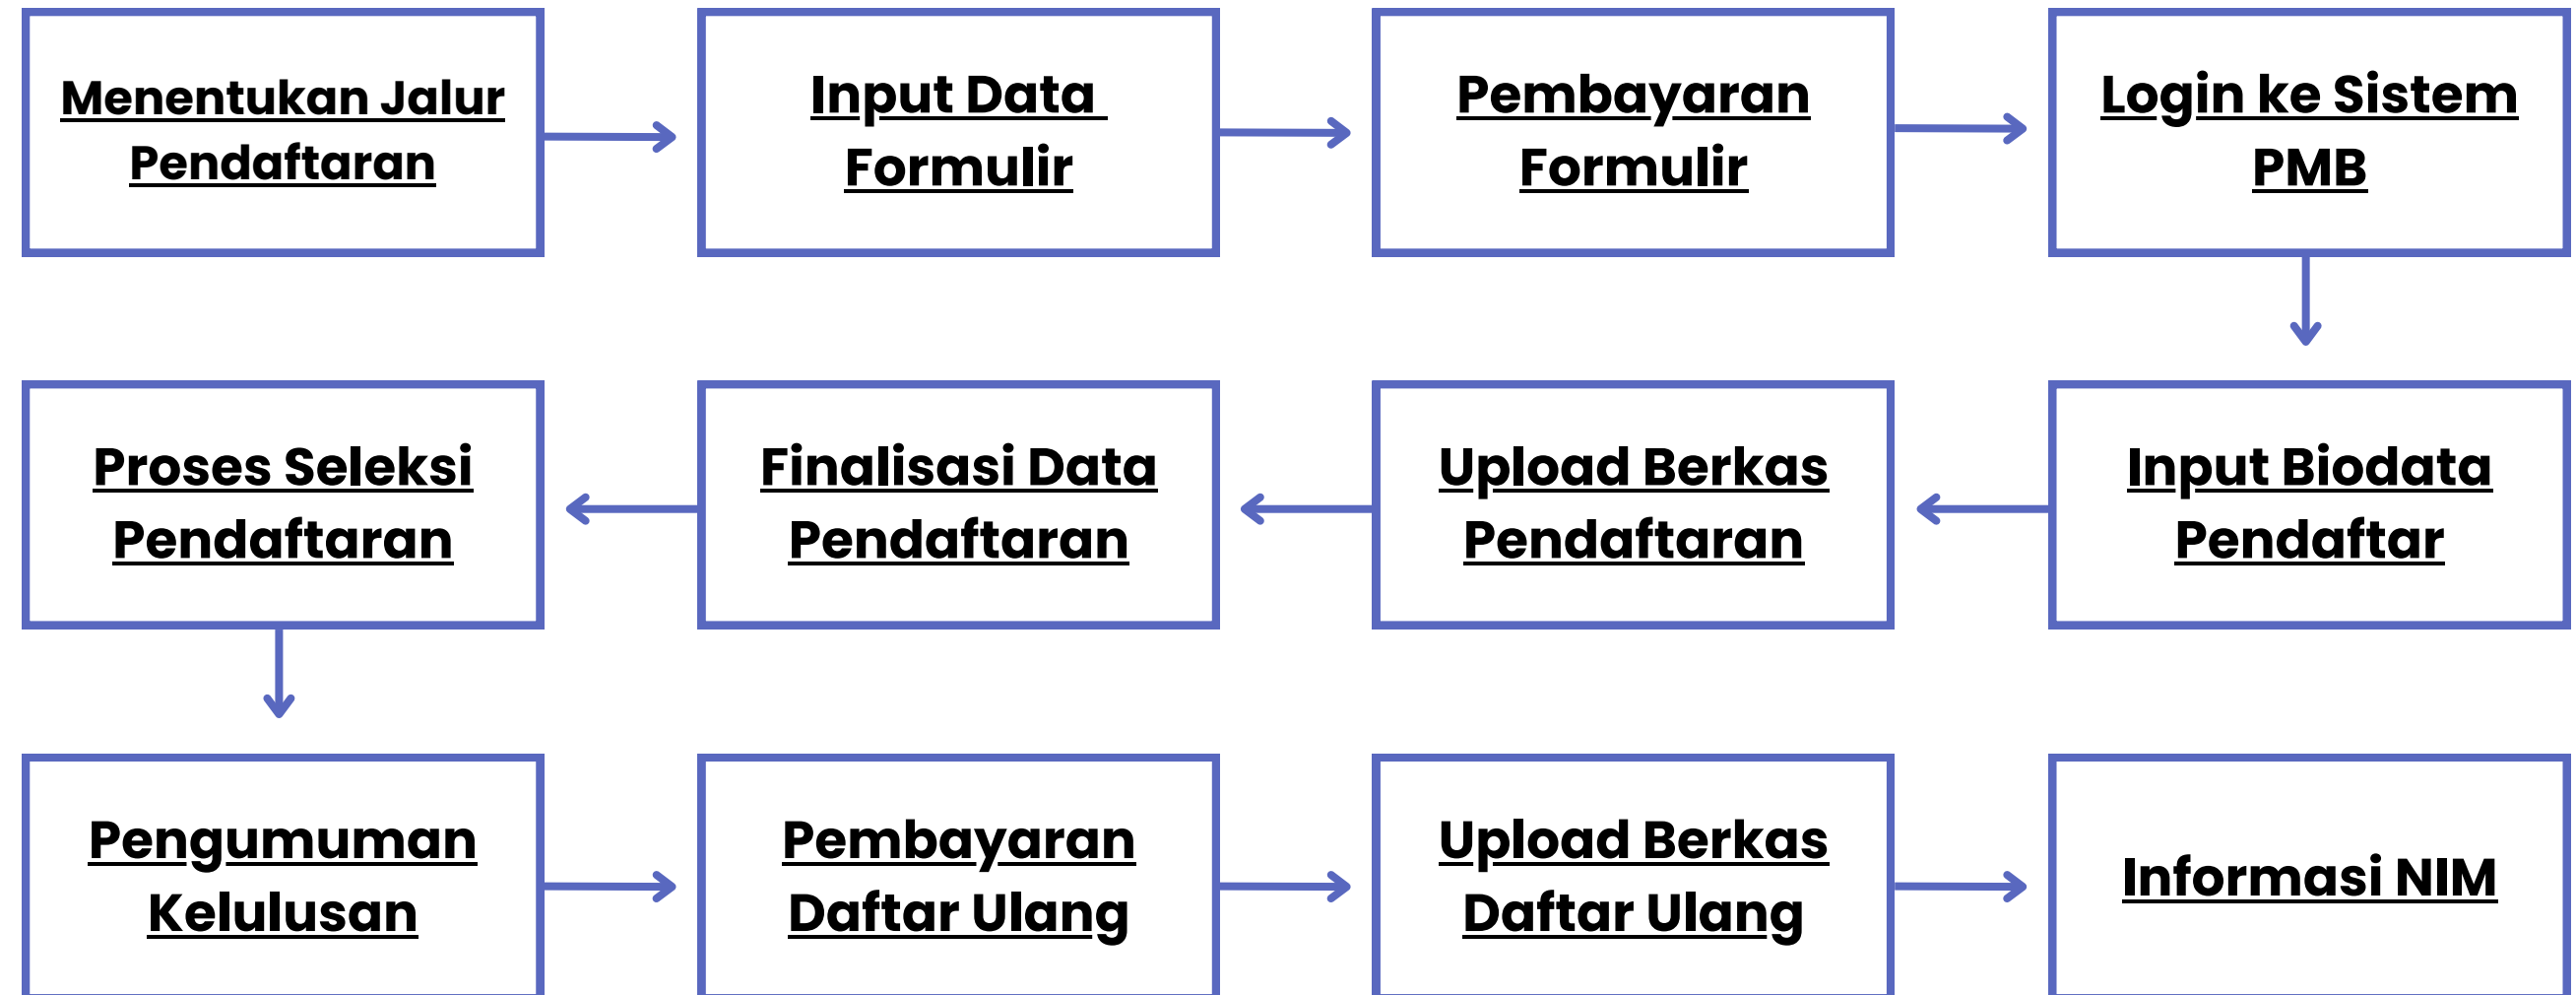 Menentukan Jalur
Pendaftaran
Input Data
Formulir
Pembayaran
Formulir
Login ke Sistem
PMB
Input Biodata
Pendaftar
Upload Berkas
Pendaftaran
Finalisasi Data
Pendaftaran
Proses Seleksi
Pendaftaran
Pengumuman
Kelulusan
Pembayaran
Daftar Ulang
Upload Berkas
Daftar Ulang
Informasi NIM